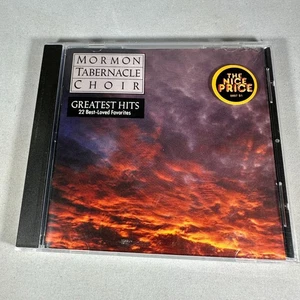 MORMON
TABERNACLE
CHOIR
GREATEST HITS
22 Best-Loved Favorites
THE
NICE
PRICE